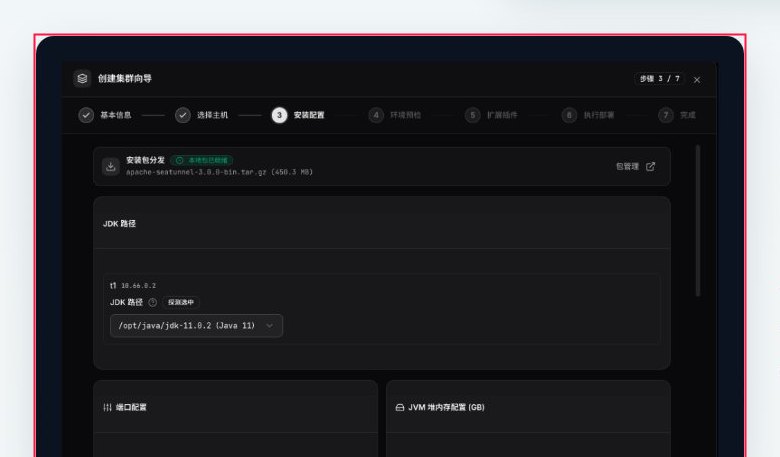 创建集群向导
步骤 3 / 7
基本信息
选择主机
3 安装配置
4 环境预检
5 扩展插件
6 执行部署
7 完成
安装包分发
本地包已就绪
apache-seatunnel-3.0.0-bin.tar.gz (450.3 MB)
包管理
JDK 路径
t1 10.66.0.2
JDK 路径
探测选中
/opt/java/jdk-11.0.2 (Java 11)
端口配置
JVM 堆内存配置 (GB)